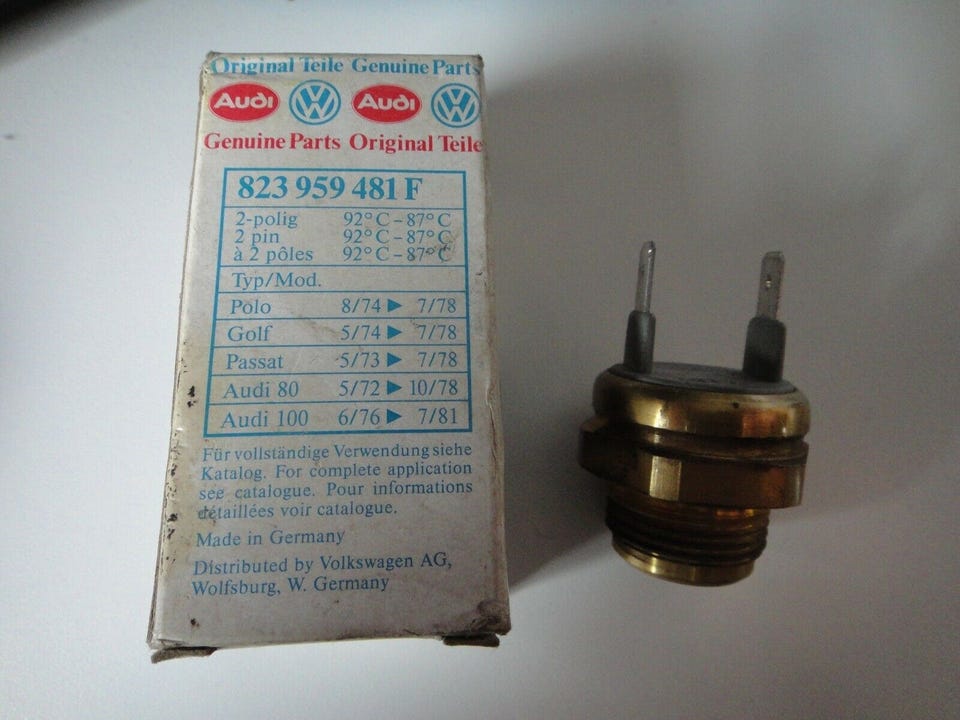 Original Teile Genuine Parts
Audi VW Audi VW
Genuine Parts Original Teile
823 959 481 F
2-polig 92° C – 87° C
2 pin 92° C – 87° C
à 2 pôles 92° C – 87° C
Typ/Mod.
Polo 8/74 ► 7/78
Golf 5/74 ► 7/78
Passat 5/73 ► 7/78
Audi 80 5/72 ► 10/78
Audi 100 6/76 ► 7/81
Für vollständige Verwendung siehe
Katalog. For complete application
see catalogue. Pour informations
détaillées voir catalogue.
Made in Germany
Distributed by Volkswagen AG,
Wolfsburg, W. Germany